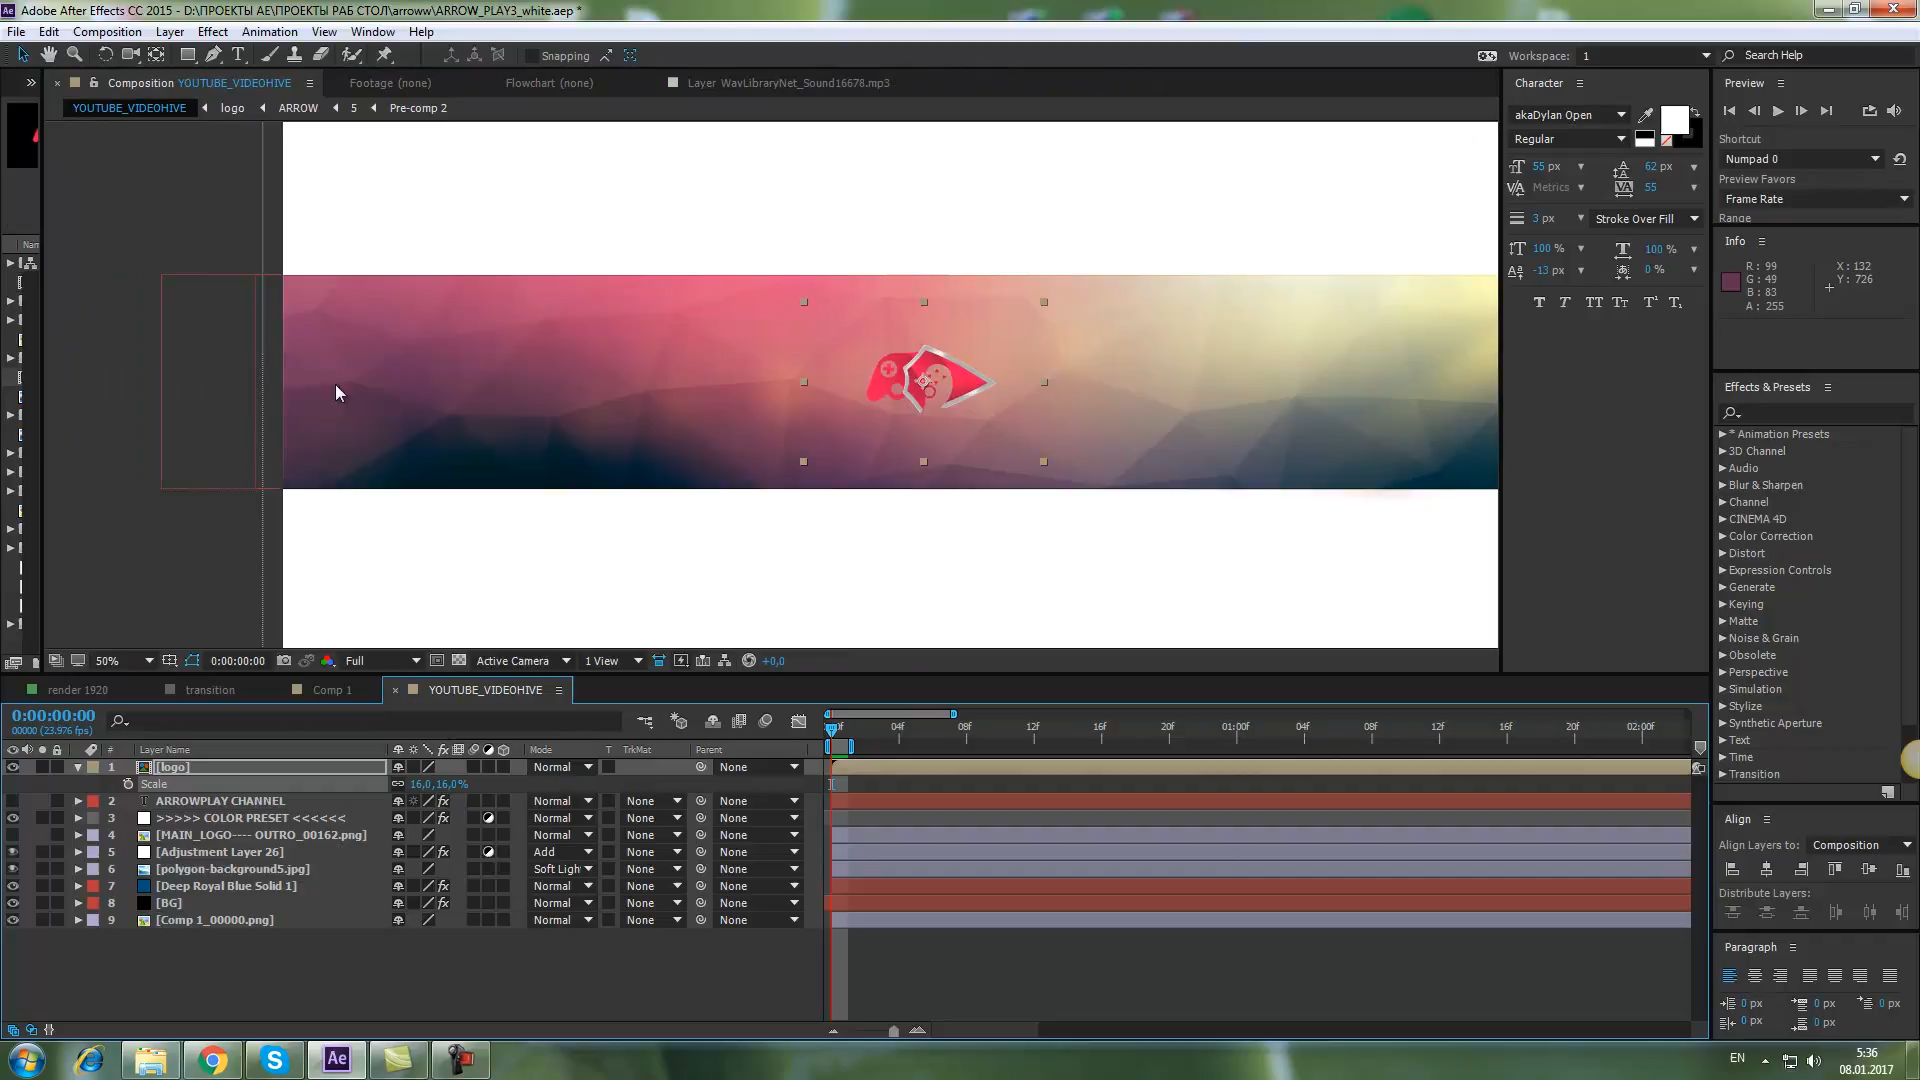 Adobe After Effects CC 2015 - D:\ПРОЕКТЫ AE\ПРОЕКТЫ РАБ СТОЛ\arroww\ARROW_PLAY3_white.aep *
File Edit Composition Layer Effect Animation View Window Help
Snapping
Workspace: 1
Search Help
Composition YOUTUBE_VIDEOHIVE
Footage (none)
Flowchart (none)
Layer WavLibraryNet_Sound16678.mp3
YOUTUBE_VIDEOHIVE logo ARROW 5 Pre-comp 2
Nam
50%
0:00:00:00
Full
Active Camera
1 View
+0,0
Character
akaDylan Open
Regular
55 px
62 px
Metrics
55
3 px
Stroke Over Fill
100 %
100 %
-13 px
0 %
T T TT Tt T¹ T₁
Preview
Shortcut
Numpad 0
Preview Favors
Frame Rate
Range
Info
R: 99
G: 49
B: 83
A: 255
X: 132
Y: 726
Effects & Presets
* Animation Presets
3D Channel
Audio
Blur & Sharpen
Channel
CINEMA 4D
Color Correction
Distort
Expression Controls
Generate
Keying
Matte
Noise & Grain
Obsolete
Perspective
Simulation
Stylize
Synthetic Aperture
Text
Time
Transition
Align
Align Layers to: Composition
Distribute Layers:
Paragraph
0 px 0 px 0 px
0 px 0 px
render 1920
transition
Comp 1
YOUTUBE_VIDEOHIVE
0:00:00:00
00000 (23.976 fps)
04f 08f 12f 16f 20f 01:00f 04f 08f 12f 16f 20f 02:00f
# Layer Name Mode T TrkMat Parent
1 [logo] Normal None
Scale 16,0,16,0%
2 T ARROWPLAY CHANNEL Normal None None
3 >>>>> COLOR PRESET <<<<<< Normal None None
4 [MAIN_LOGO---- OUTRO_00162.png] Normal None None
5 [Adjustment Layer 26] Add None None
6 [polygon-background5.jpg] Soft Ligh None None
7 [Deep Royal Blue Solid 1] Normal None None
8 [BG] Normal None None
9 [Comp 1_00000.png] Normal None None
EN
5:36
08.01.2017